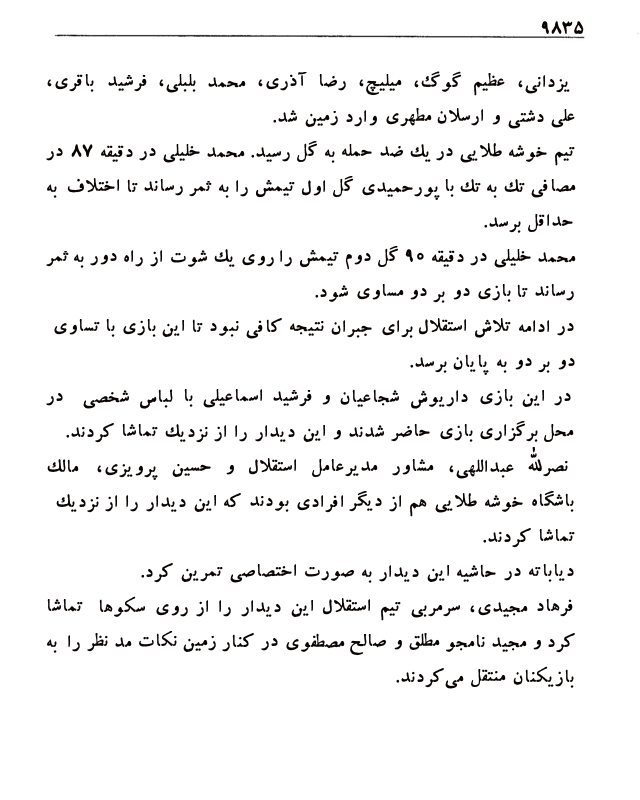 ۹۸۳۵
یزدانی، عظیم گوگ، میلیچ، رضا آذری، محمد بلبلی، فرشید باقری،
علی دشتی و ارسلان مطهری وارد زمین شد.
تیم خوشه طلایی در یک ضد حمله به گل رسید. محمد خلیلی در دقیقه ۸۷ در
مصافی تک به تک با پورحمیدی گل اول تیمش را به ثمر رساند تا اختلاف به
حداقل برسد.
محمد خلیلی در دقیقه ۹۰ گل دوم تیمش را روی یک شوت از راه دور به ثمر
رساند تا بازی دو بر دو مساوی شود.
در ادامه تلاش استقلال برای جبران نتیجه کافی نبود تا این بازی با تساوی
دو بر دو به پایان برسد.
در این بازی داریوش شجاعیان و فرشید اسماعیلی با لباس شخصی در
محل برگزاری بازی حاضر شدند و این دیدار را از نزدیک تماشا کردند.
نصرالله عبداللهی، مشاور مدیرعامل استقلال و حسین پرویزی، مالک
باشگاه خوشه طلایی هم از دیگر افرادی بودند که این دیدار را از نزدیک
تماشا کردند.
دیاباته در حاشیه این دیدار به صورت اختصاصی تمرین کرد.
فرهاد مجیدی، سرمربی تیم استقلال این دیدار را از روی سکوها تماشا
کرد و مجید نامجو مطلق و صالح مصطفوی در کنار زمین نکات مد نظر را به
بازیکنان منتقل می‌کردند.